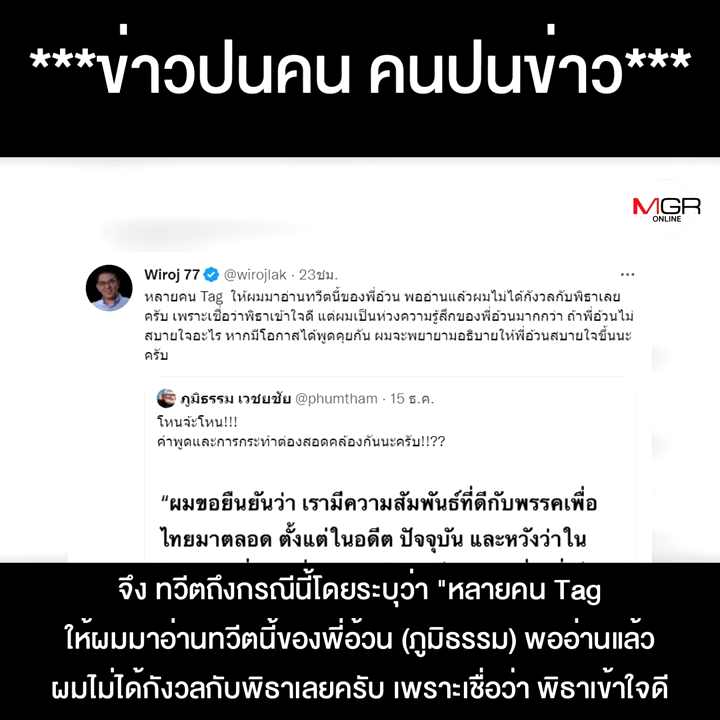 ***ข่าวปนคน คนปนข่าว***
MGR
ONLINE
Wiroj 77 @wirojlak · 23ชม.
หลายคน Tag ให้ผมมาอ่านทวีตนี้ของพี่อ้วน พออ่านแล้วผมไม่ได้กังวลกับพิธาเลย
ครับ เพราะเชื่อว่าพิธาเข้าใจดี แต่ผมเป็นห่วงความรู้สึกของพี่อ้วนมากกว่า ถ้าพี่อ้วนไม่
สบายใจอะไร หากมีโอกาสได้พูดคุยกัน ผมจะพยายามอธิบายให้พี่อ้วนสบายใจขึ้นนะ
ครับ
ภูมิธรรม เวชยชัย @phumtham · 15 ธ.ค.
โหนจ้ะโหน!!!
คำพูดและการกระทำต้องสอดคล้องกันนะครับ!!??
“ผมขอยืนยันว่า เรามีความสัมพันธ์ที่ดีกับพรรคเพื่อ
ไทยมาตลอด ตั้งแต่ในอดีต ปัจจุบัน และหวังว่าใน
จึง ทวีตถึงกรณีนี้โดยระบุว่า "หลายคน Tag
ให้ผมมาอ่านทวีตนี้ของพี่อ้วน (ภูมิธรรม) พออ่านแล้ว
ผมไม่ได้กังวลกับพิธาเลยครับ เพราะเชื่อว่า พิธาเข้าใจดี